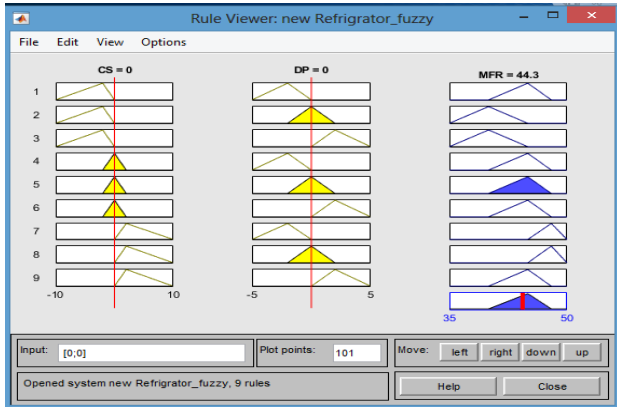 Rule Viewer: new Refrigrator_fuzzy
File Edit View Options
CS = 0 DP = 0 MFR = 44.3
1
2
3
4
5
6
7
8
9
-10 10 -5 5
35 50
Input: [0;0] Plot points: 101 Move: left right down up
Opened system new Refrigrator_fuzzy, 9 rules Help Close